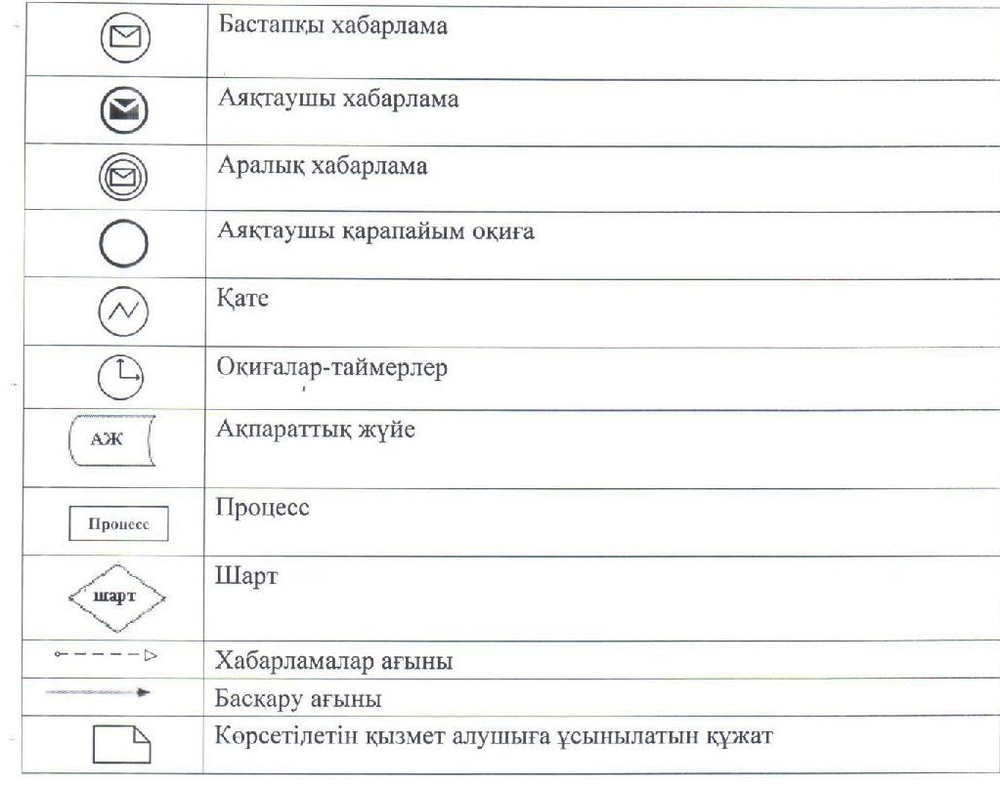 Бастапқы хабарлама
Аяқтаушы хабарлама
Аралық хабарлама
Аяқтаушы қарапайым оқиға
Қате
Оқиғалар-таймерлер
АЖ
Ақпараттық жүйе
Процесс
Процесс
шарт
Шарт
Хабарламалар ағыны
Басқару ағыны
Көрсетілетін қызмет алушыға ұсынылатын құжат